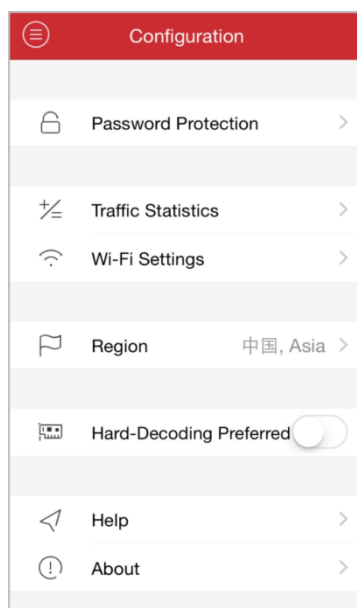 Configuration
Password Protection
Traffic Statistics
Wi-Fi Settings
Region 中国, Asia
Hard-Decoding Preferred
Help
About